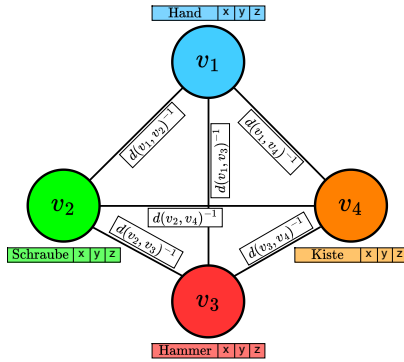 Hand x y z
v₁
d(v₁, v₂)⁻¹
d(v₁, v₃)⁻¹
d(v₁, v₄)⁻¹
v₂
v₄
d(v₂, v₄)⁻¹
d(v₂, v₃)⁻¹
d(v₃, v₄)⁻¹
Schraube x y z
Kiste x y z
v₃
Hammer x y z